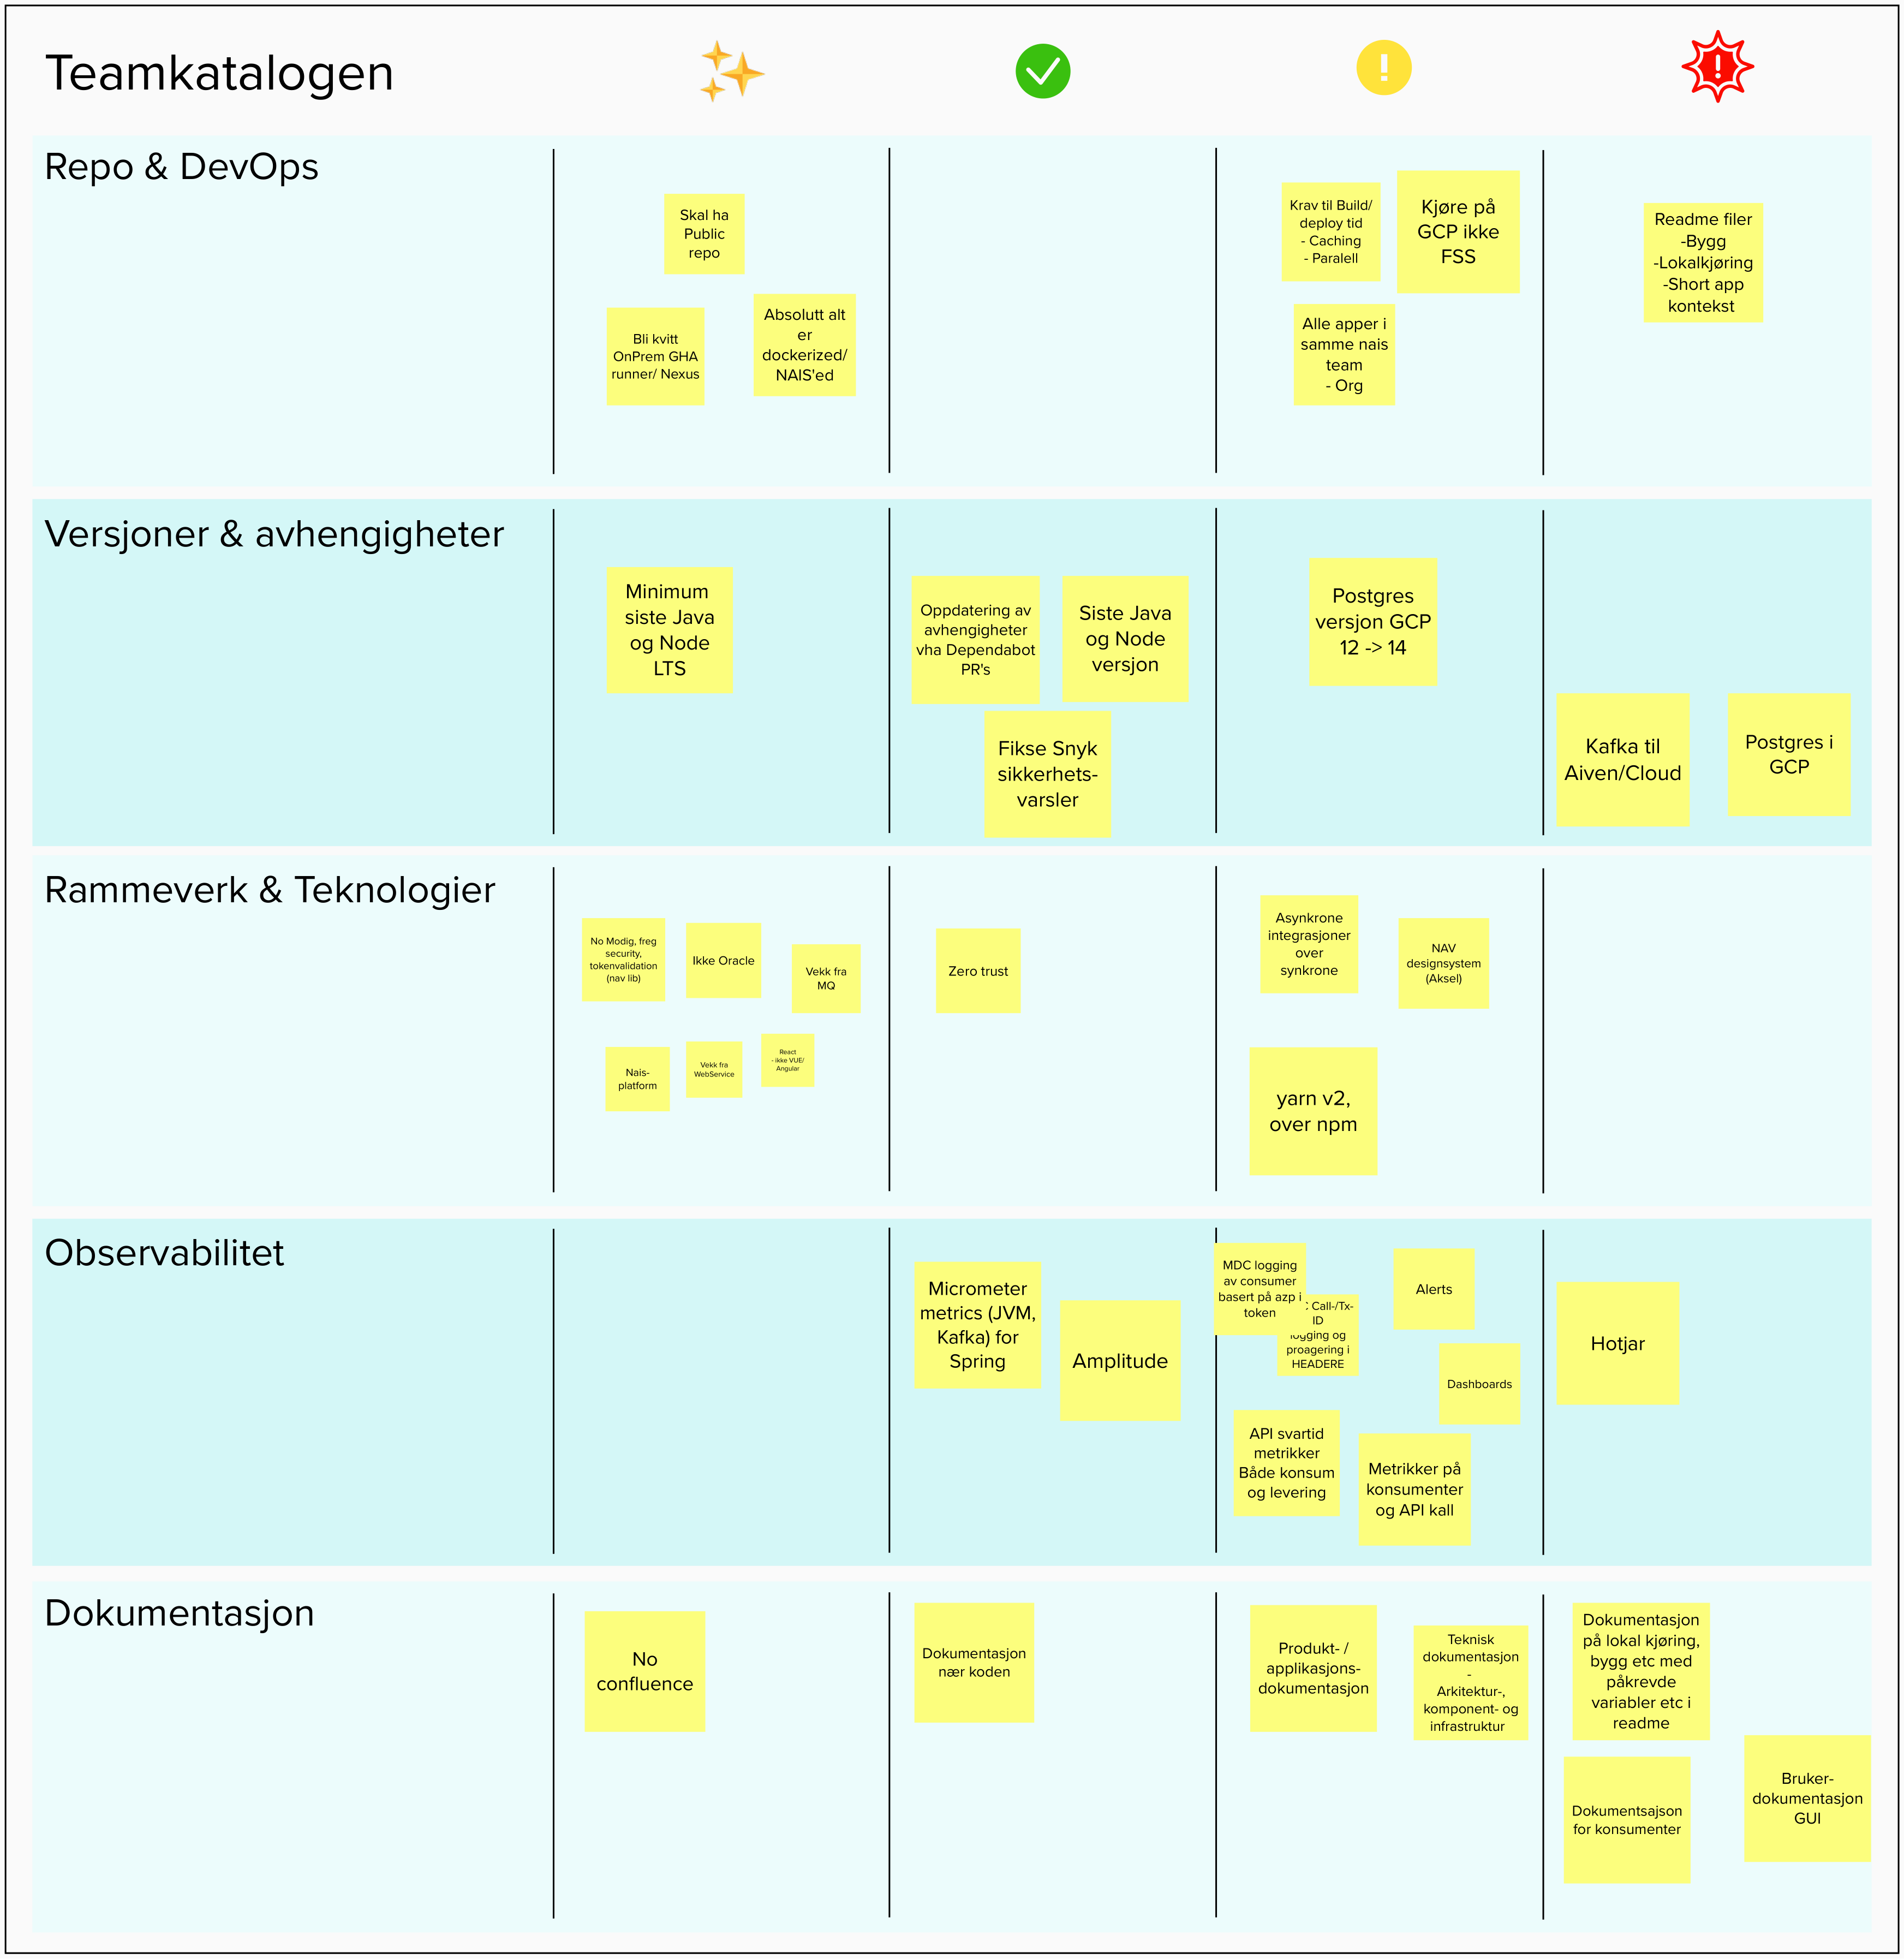 Teamkatalogen
Repo & DevOps
Skal ha
Public
repo
Bli kvitt
OnPrem GHA
runner/ Nexus
Absolutt alt
er
dockerized/
NAIS'ed
Krav til Build/
deploy tid
- Caching
- Paralell
Kjøre på
GCP ikke
FSS
Alle apper i
samme nais
team
- Org
Readme filer
-Bygg
-Lokalkjøring
-Short app
kontekst
Versjoner & avhengigheter
Minimum
siste Java
og Node
LTS
Oppdatering av
avhengigheter
vha Dependabot
PR's
Siste Java
og Node
versjon
Fikse Snyk
sikkerhets-
varsler
Postgres
versjon GCP
12 -> 14
Kafka til
Aiven/Cloud
Postgres i
GCP
Rammeverk & Teknologier
No Modig, freg
security,
tokenvalidation
(nav lib)
Ikke Oracle
Vekk fra
MQ
Nais-
platform
Vekk fra
WebService
React
- ikke VUE/
Angular
Zero trust
Asynkrone
integrasjoner
over
synkrone
NAV
designsystem
(Aksel)
yarn v2,
over npm
Observabilitet
Micrometer
metrics (JVM,
Kafka) for
Spring
Amplitude
MDC logging
av consumer
basert på azp i
token
Call-/Tx-
ID
logging og
proagering i
HEADERE
Alerts
Dashboards
API svartid
metrikker
Både konsum
og levering
Metrikker på
konsumenter
og API kall
Hotjar
Dokumentasjon
No
confluence
Dokumentasjon
nær koden
Produkt- /
applikasjons-
dokumentasjon
Teknisk
dokumentasjon
-
Arkitektur-,
komponent- og
infrastruktur
Dokumentasjon
på lokal kjøring,
bygg etc med
påkrevde
variabler etc i
readme
Dokumentsajson
for konsumenter
Bruker-
dokumentasjon
GUI